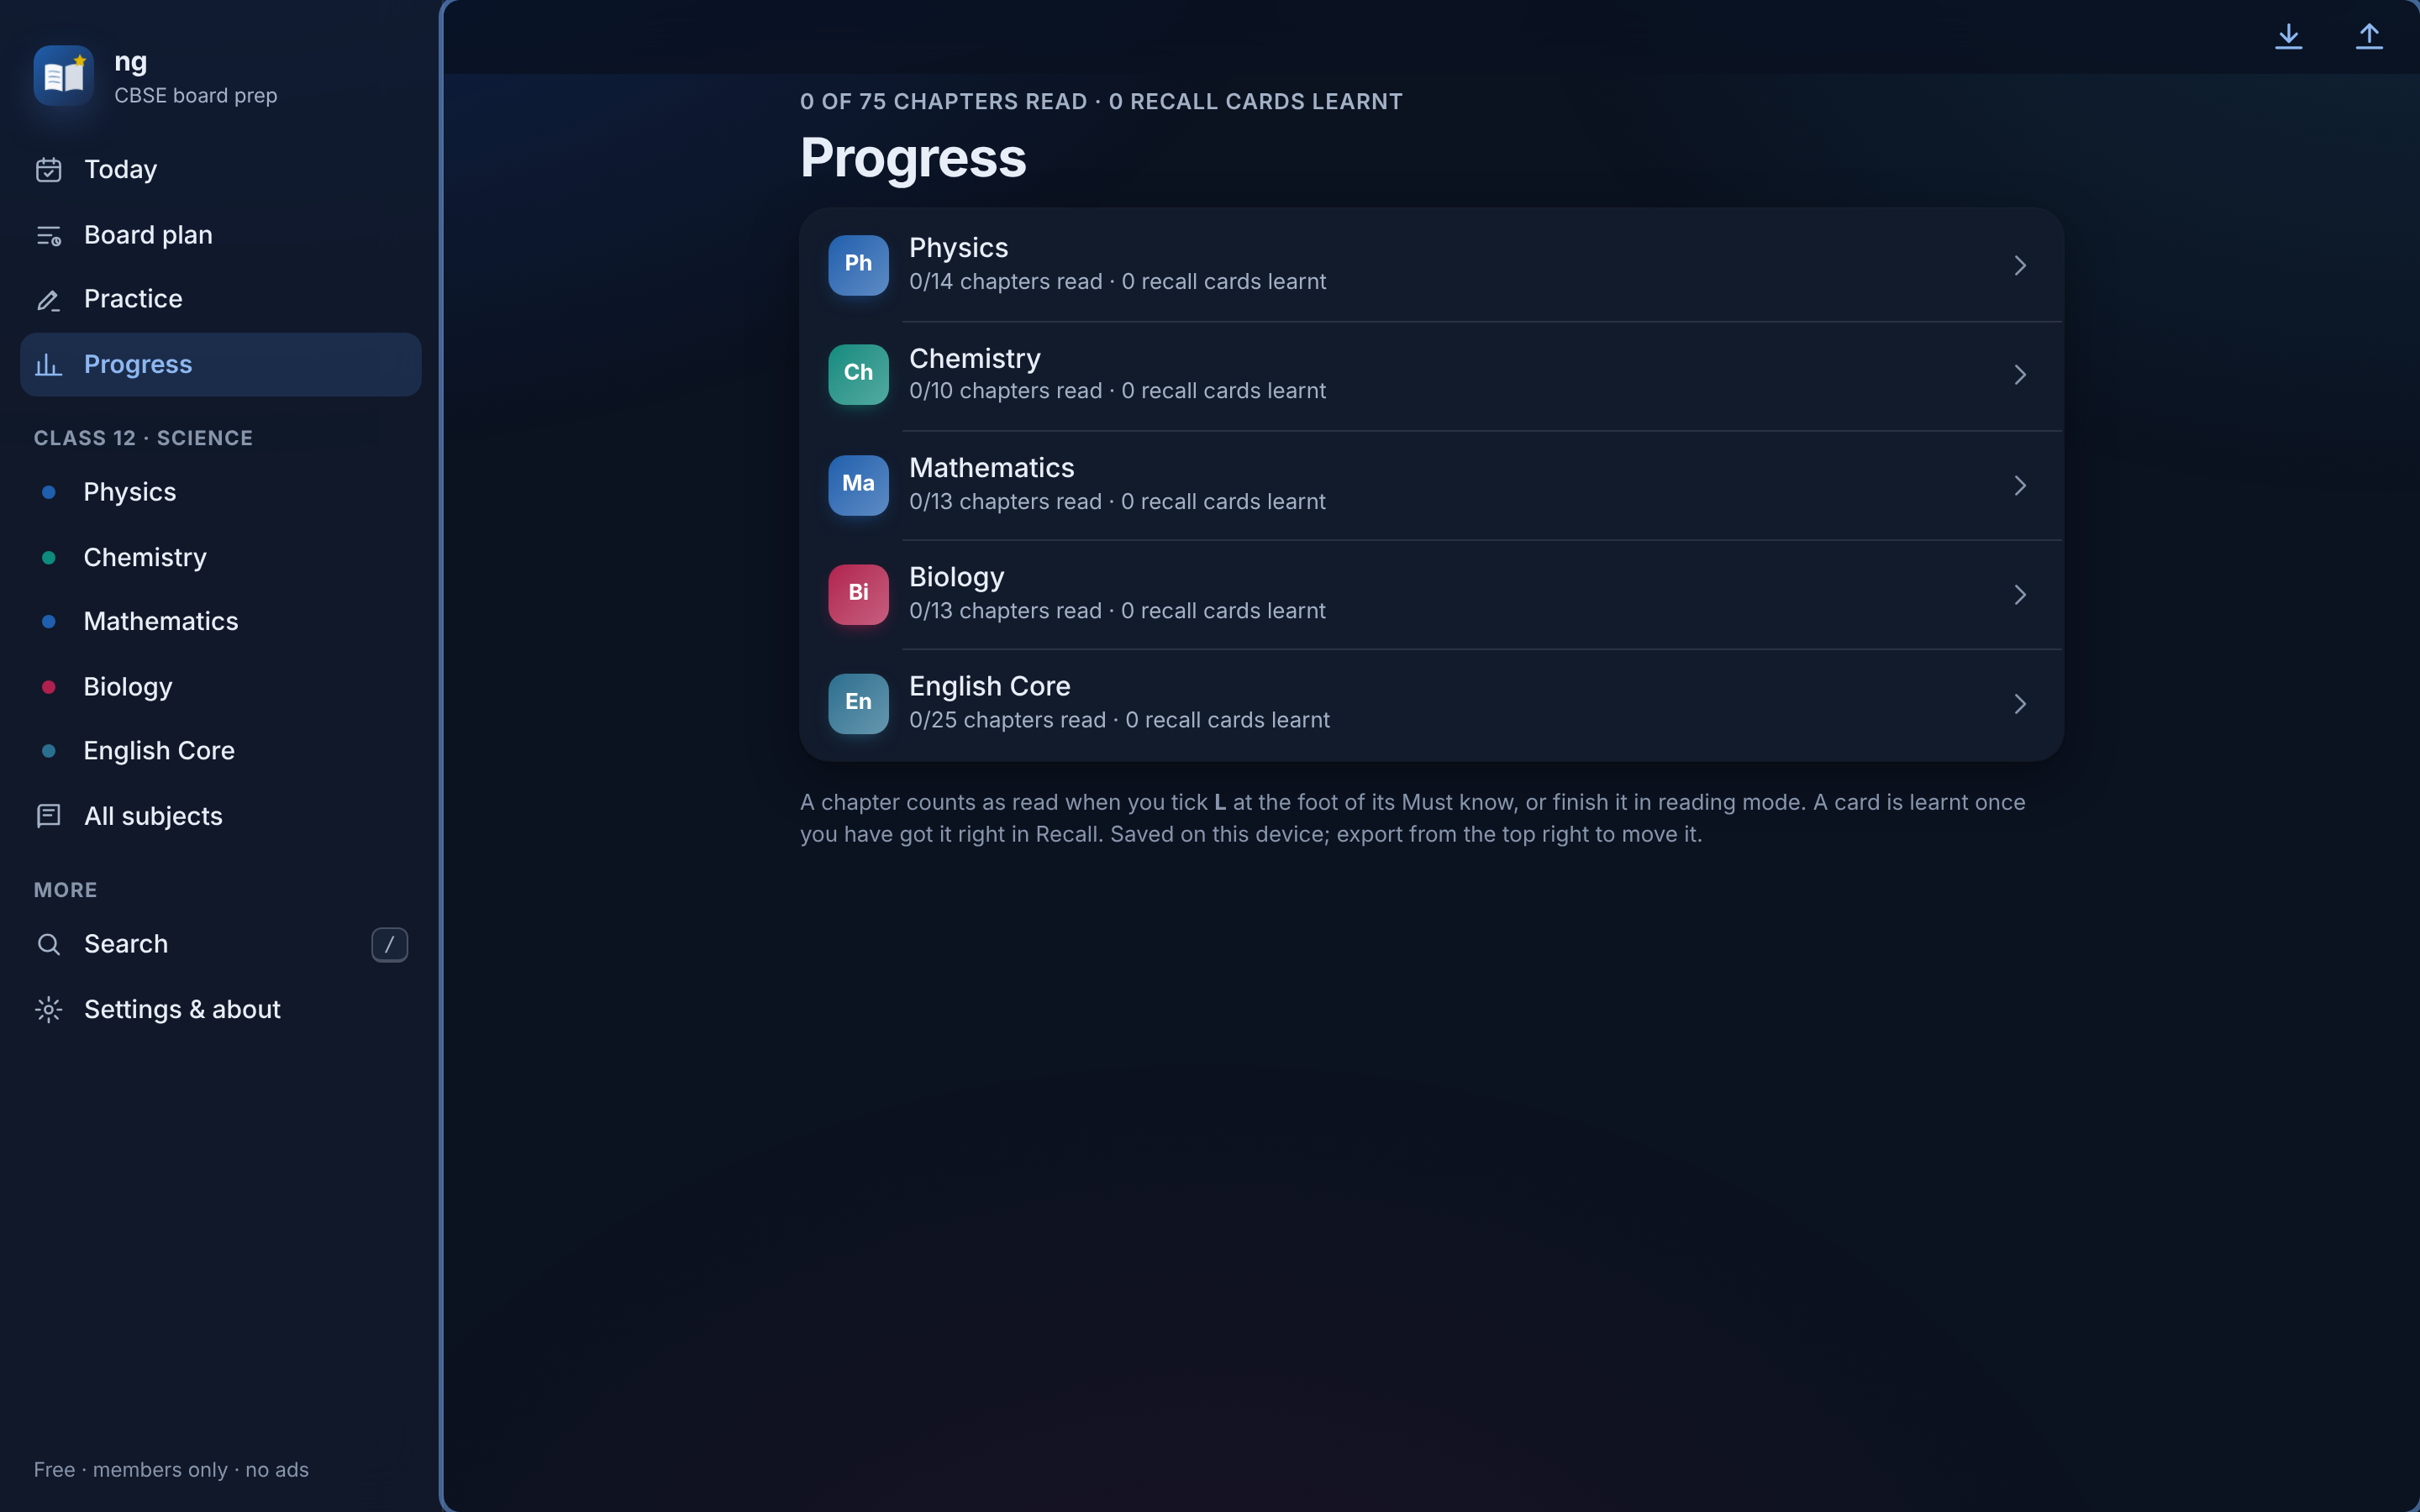 ng
CBSE board prep
Today
Board plan
Practice
Progress
CLASS 12 · SCIENCE
Physics
Chemistry
Mathematics
Biology
English Core
All subjects
MORE
Search /
Settings & about
Free · members only · no ads
0 OF 75 CHAPTERS READ · 0 RECALL CARDS LEARNT
Progress
Ph
Physics
0/14 chapters read · 0 recall cards learnt
Ch
Chemistry
0/10 chapters read · 0 recall cards learnt
Ma
Mathematics
0/13 chapters read · 0 recall cards learnt
Bi
Biology
0/13 chapters read · 0 recall cards learnt
En
English Core
0/25 chapters read · 0 recall cards learnt
A chapter counts as read when you tick L at the foot of its Must know, or finish it in reading mode. A card is learnt once
you have got it right in Recall. Saved on this device; export from the top right to move it.